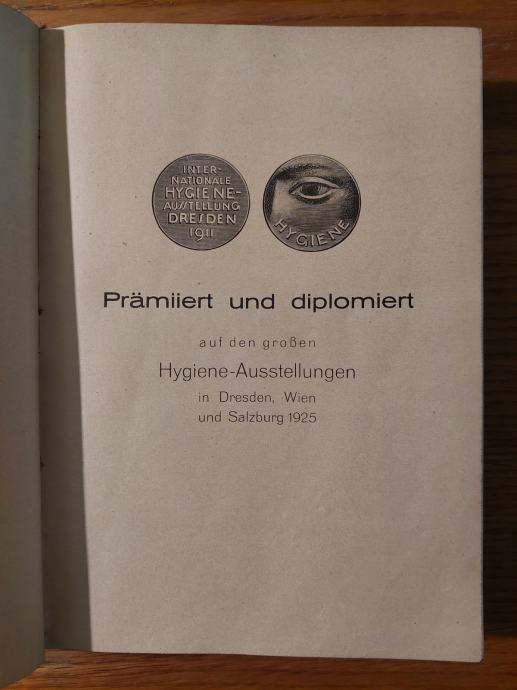 INTER-
NATIONALE
HYGIENE-
AUSSTELLUNG
DRESDEN
1911
HYGIENE
Prämiiert und diplomiert
auf den großen
Hygiene-Ausstellungen
in Dresden, Wien
und Salzburg 1925